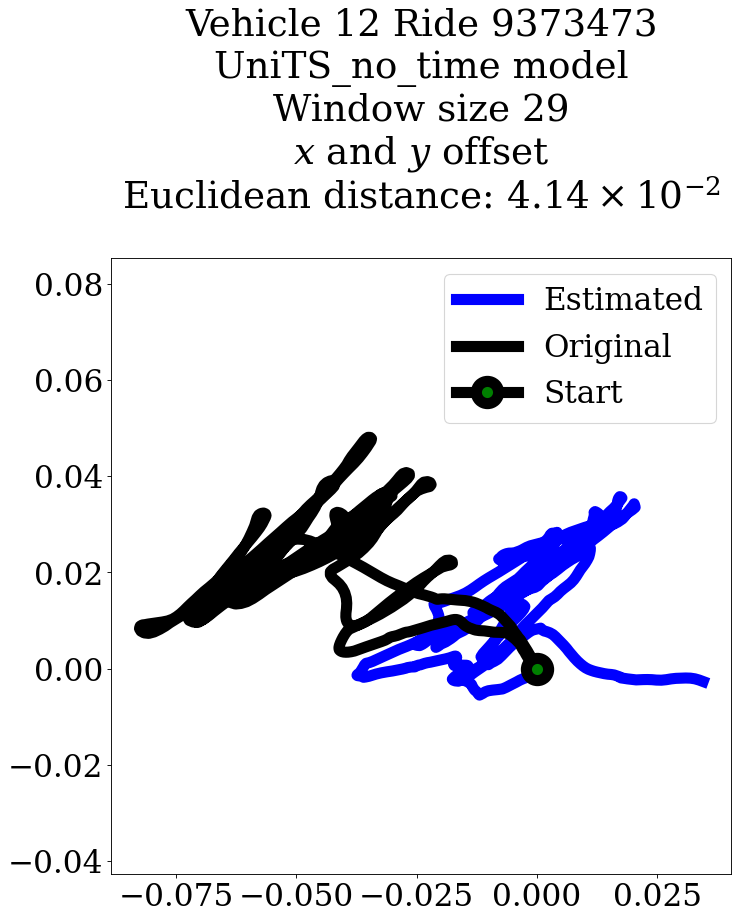 Vehicle 12 Ride 9373473
UniTS_no_time model
Window size 29
x and y offset
Euclidean distance: 4.14 × 10⁻²
Estimated
Original
Start
0.08
0.06
0.04
0.02
0.00
−0.02
−0.04
−0.075 −0.050 −0.025 0.000 0.025